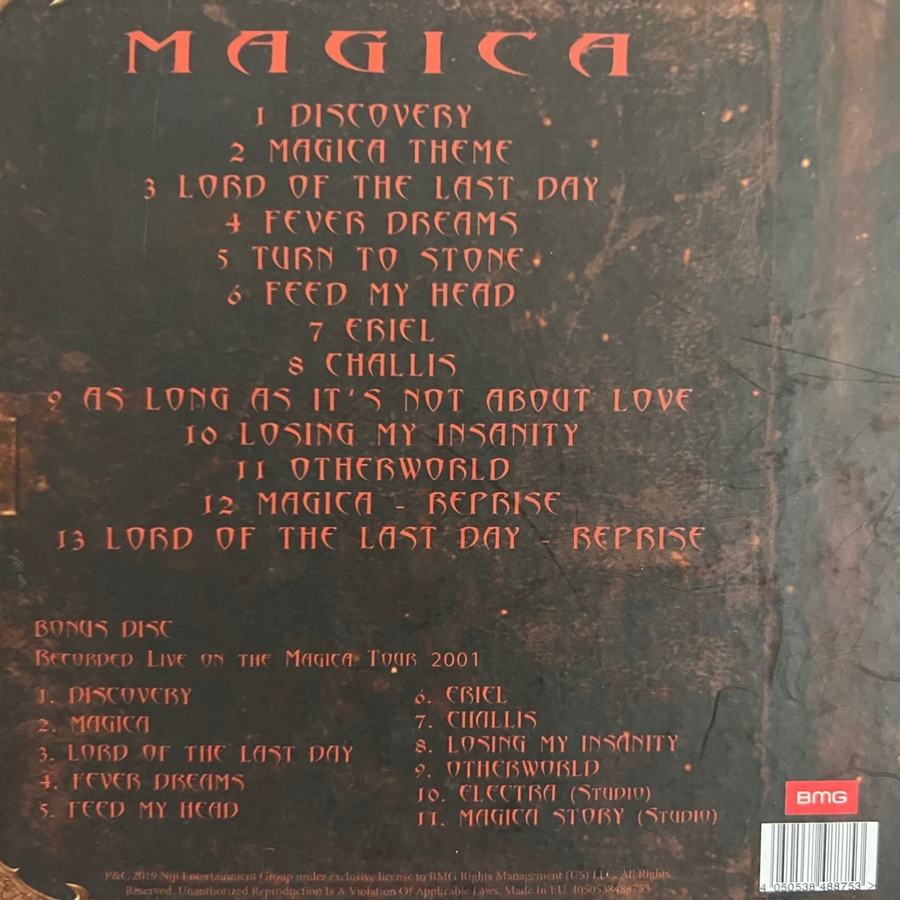 MAGICA
1 DISCOVERY
2 MAGICA THEME
3 LORD OF THE LAST DAY
4 FEVER DREAMS
5 TURN TO STONE
6 FEED MY HEAD
7 ERIEL
8 CHALLIS
9 AS LONG AS IT'S NOT ABOUT LOVE
10 LOSING MY INSANITY
11 OTHERWORLD
12 MAGICA - REPRISE
13 LORD OF THE LAST DAY - REPRISE
BONUS DISC
RECORDED LIVE ON THE MAGICA TOUR 2001
1. DISCOVERY
2. MAGICA
3. LORD OF THE LAST DAY
4. FEVER DREAMS
5. FEED MY HEAD
6. ERIEL
7. CHALLIS
8. LOSING MY INSANITY
9. OTHERWORLD
10. ELECTRA (STUDIO)
11. MAGICA STORY (STUDIO)
BMG
4 050538 488753 >
P&C 2019 Niji Entertainment Group under exclusive license to BMG Rights Management (US) LLC. All Rights
Reserved. Unauthorized Reproduction Is A Violation Of Applicable Laws. Made In EU. 4050538488753